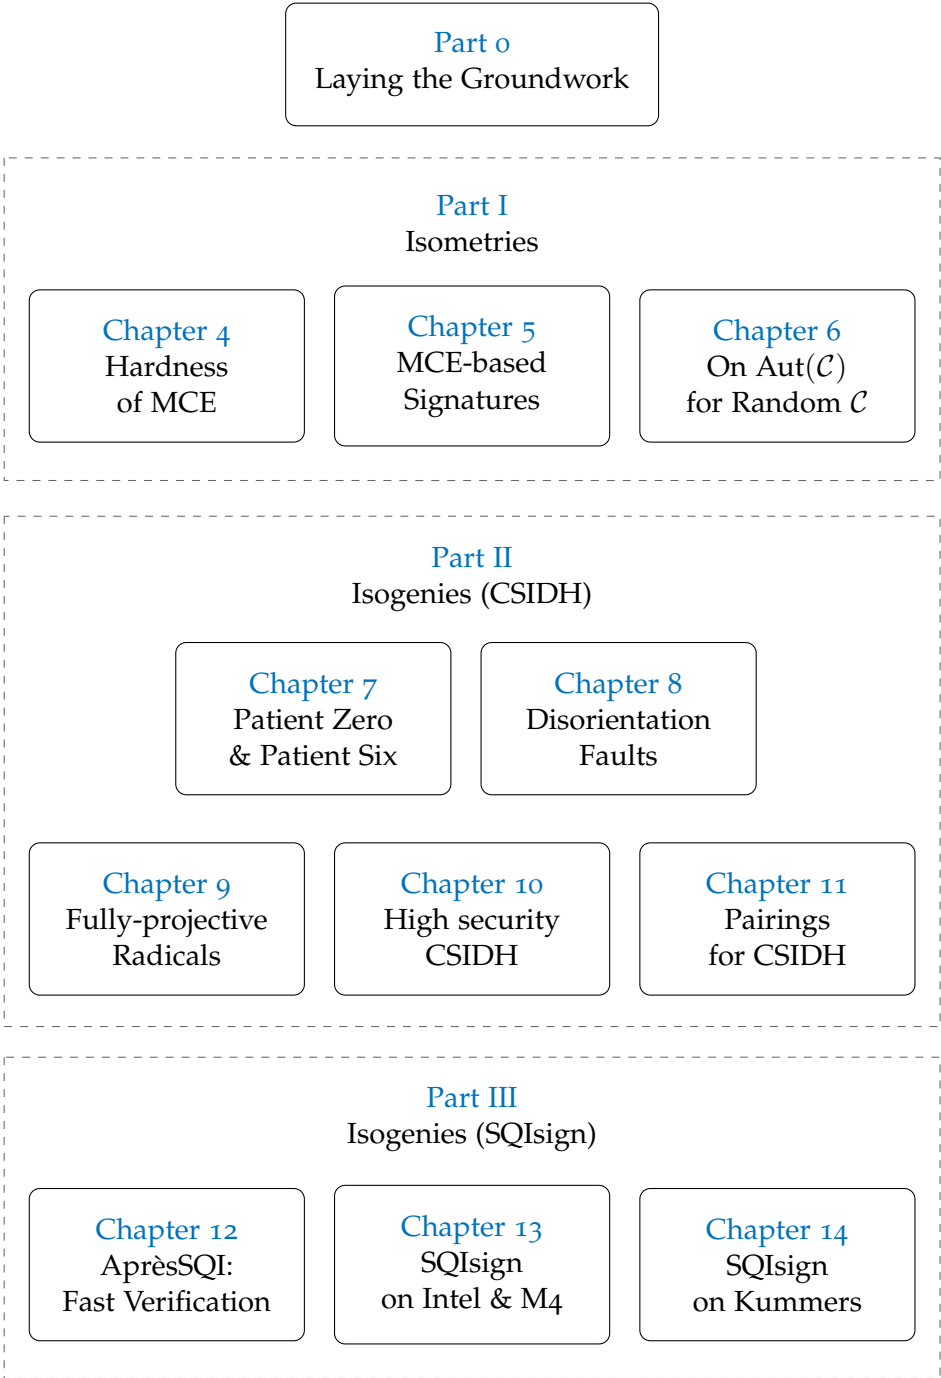 Part 0
Laying the Groundwork
Part I
Isometries
Chapter 4
Hardness
of MCE
Chapter 5
MCE-based
Signatures
Chapter 6
On Aut(𝒞)
for Random 𝒞
Part II
Isogenies (CSIDH)
Chapter 7
Patient Zero
& Patient Six
Chapter 8
Disorientation
Faults
Chapter 9
Fully-projective
Radicals
Chapter 10
High security
CSIDH
Chapter 11
Pairings
for CSIDH
Part III
Isogenies (SQIsign)
Chapter 12
AprèsSQI:
Fast Verification
Chapter 13
SQIsign
on Intel & M4
Chapter 14
SQIsign
on Kummers